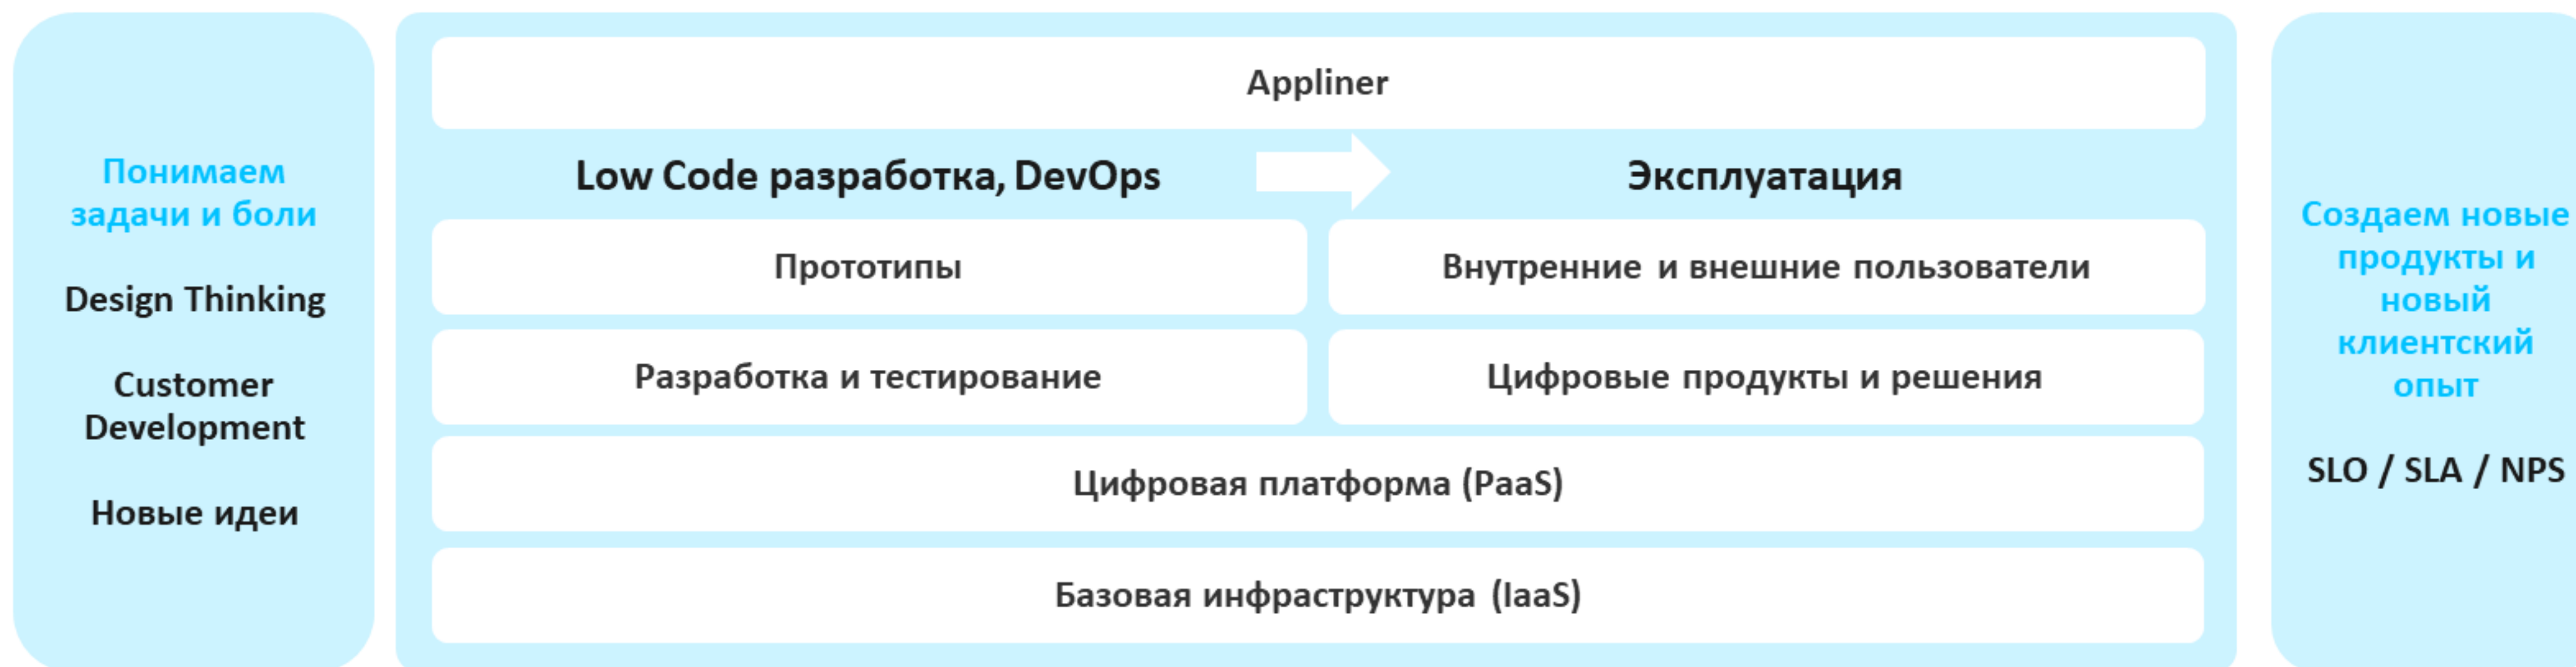 Понимаем
задачи и боли
Design Thinking
Customer
Development
Новые идеи
Appliner
Low Code разработка, DevOps
Эксплуатация
Прототипы
Внутренние и внешние пользователи
Разработка и тестирование
Цифровые продукты и решения
Цифровая платформа (PaaS)
Базовая инфраструктура (IaaS)
Создаем новые
продукты и
новый
клиентский
опыт
SLO / SLA / NPS